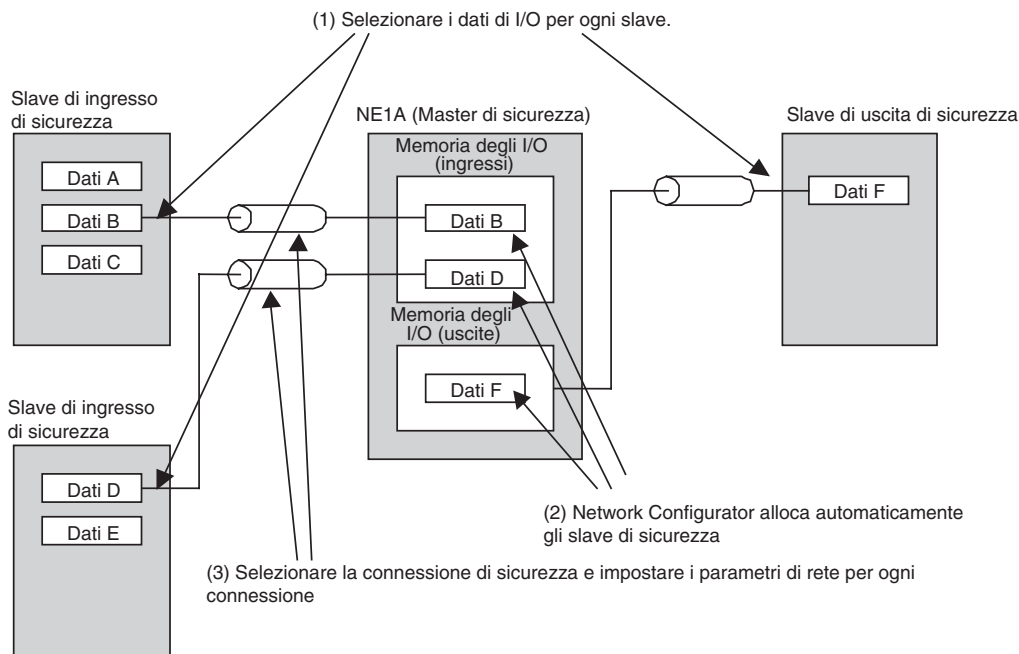 (1) Selezionare i dati di I/O per ogni slave.
Slave di ingresso
di sicurezza
Dati A
Dati B
Dati C
NE1A (Master di sicurezza)
Memoria degli I/O
(ingressi)
Dati B
Dati D
Memoria degli
I/O (uscite)
Dati F
Slave di uscita di sicurezza
Dati F
Slave di ingresso
di sicurezza
Dati D
Dati E
(2) Network Configurator alloca automaticamente
gli slave di sicurezza
(3) Selezionare la connessione di sicurezza e impostare i parametri di rete per ogni
connessione